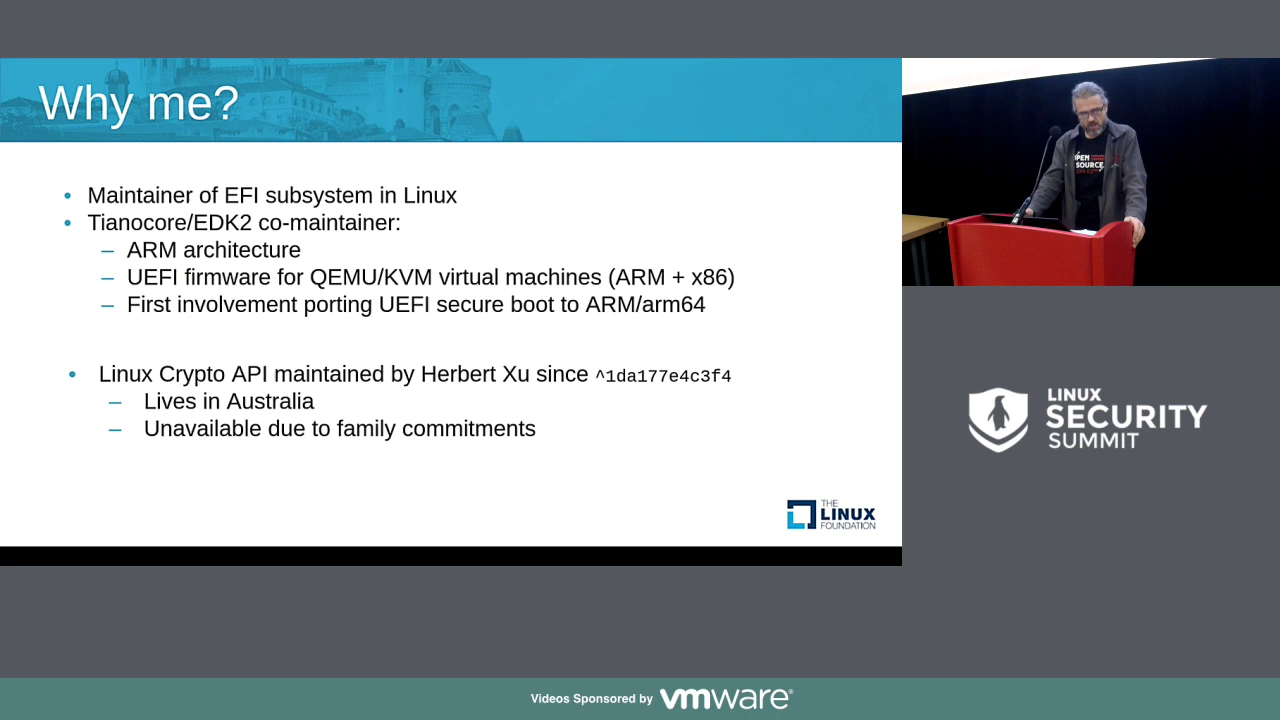 Why me?
• Maintainer of EFI subsystem in Linux
• Tianocore/EDK2 co-maintainer:
– ARM architecture
– UEFI firmware for QEMU/KVM virtual machines (ARM + x86)
– First involvement porting UEFI secure boot to ARM/arm64
• Linux Crypto API maintained by Herbert Xu since ^1da177e4c3f4
– Lives in Australia
– Unavailable due to family commitments
THE
LINUX
FOUNDATION
SOURCE
LINUX
SECURITY
SUMMIT
Videos Sponsored by vmware®